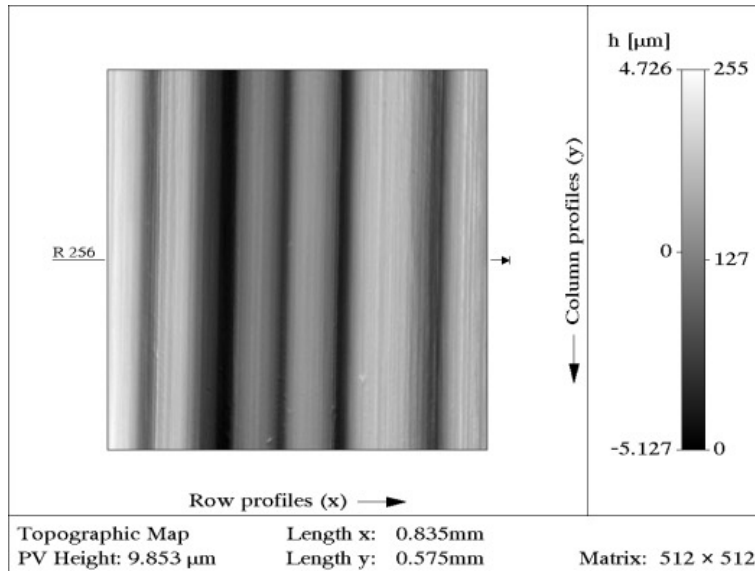 h [µm]
4.726 255
R 256
0 127
Column profiles (y)
-5.127 0
Row profiles (x)
Topographic Map Length x: 0.835mm
PV Height: 9.853 µm Length y: 0.575mm Matrix: 512 × 512